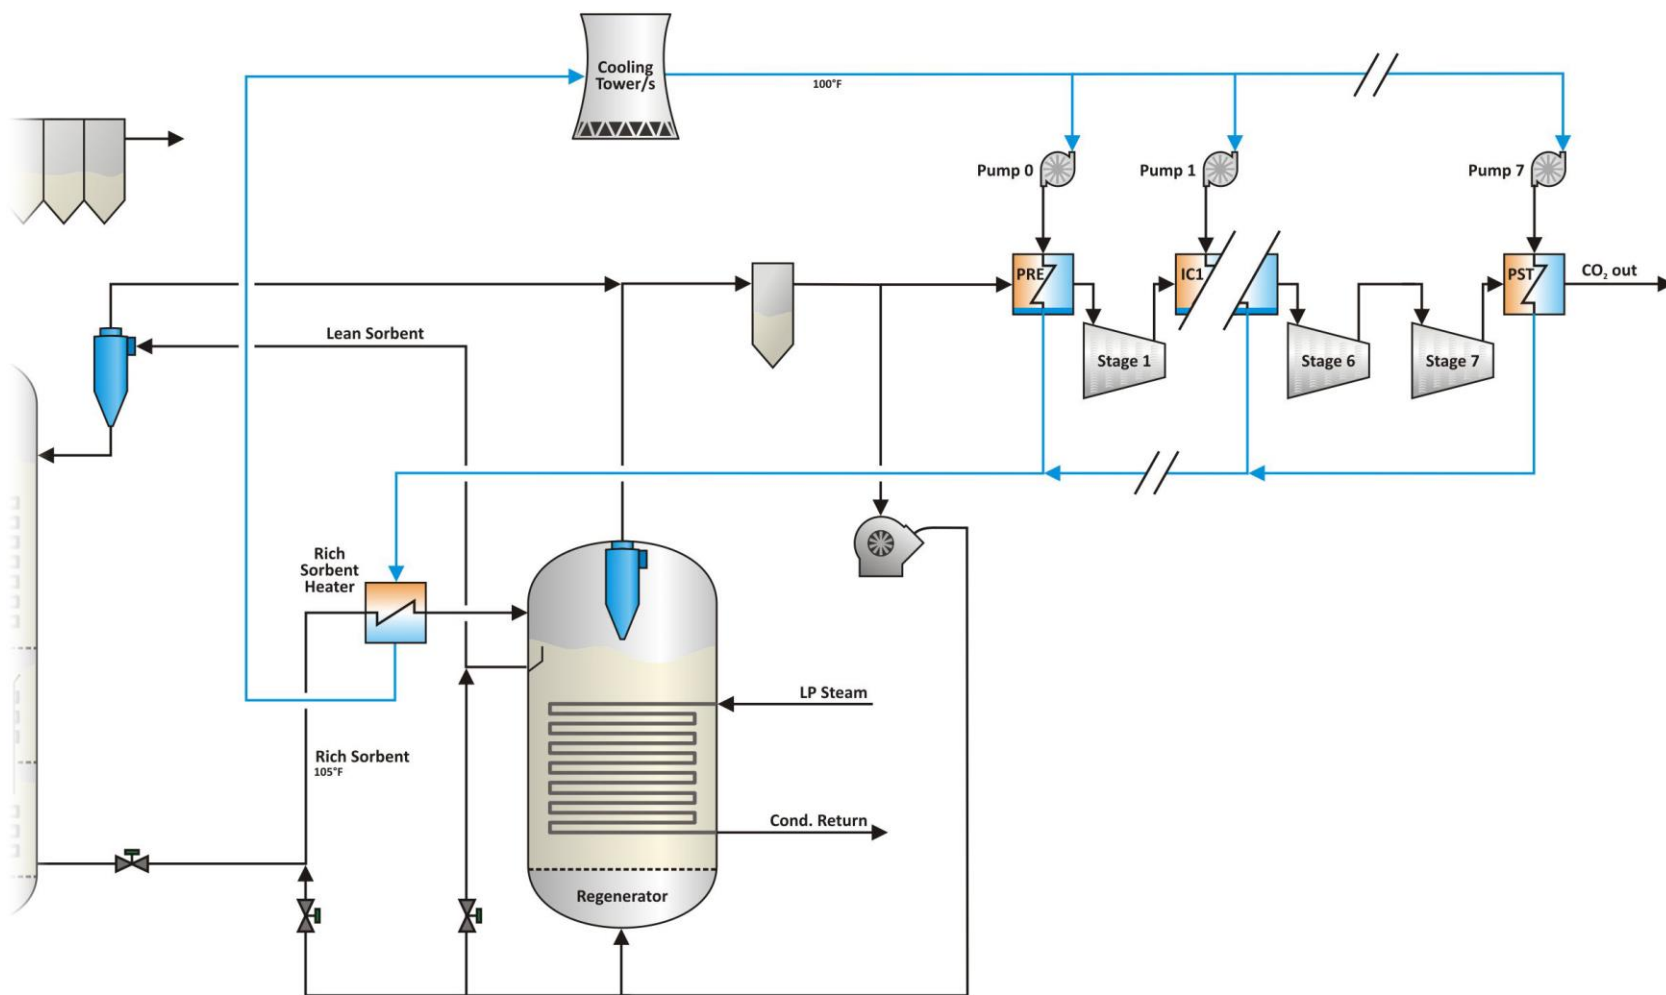 Cooling
Tower/s
100°F
Pump 0
Pump 1
Pump 7
PRE
IC1
PST
CO₂ out
Lean Sorbent
Stage 1
Stage 6
Stage 7
Rich
Sorbent
Heater
LP Steam
Rich Sorbent
105°F
Cond. Return
Regenerator